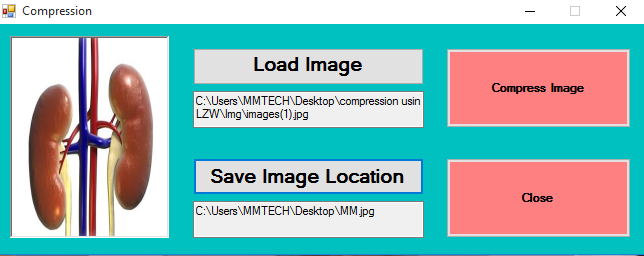 Compression
Load Image
C:\Users\MMTECH\Desktop\compression usin
LZW\Img\images(1).jpg
Compress Image
Save Image Location
C:\Users\MMTECH\Desktop\MM.jpg
Close